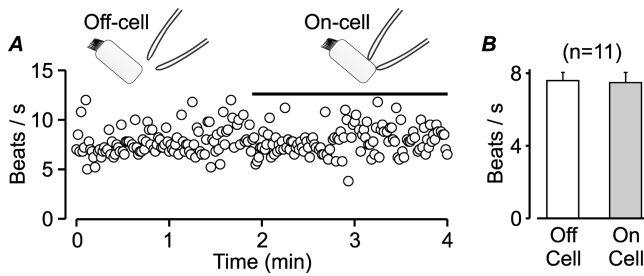 A
Off-cell
On-cell
Beats / s
15
10
5
0
0
1
2
3
4
Time (min)
B
(n=11)
Beats / s
8
4
0
Off
Cell
On
Cell